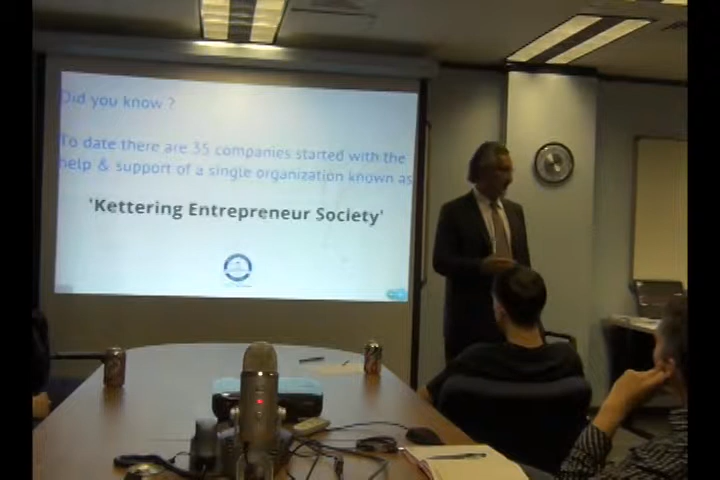 Did you know ?
To date there are 35 companies started with the
help & support of a single organization known as
'Kettering Entrepreneur Society'